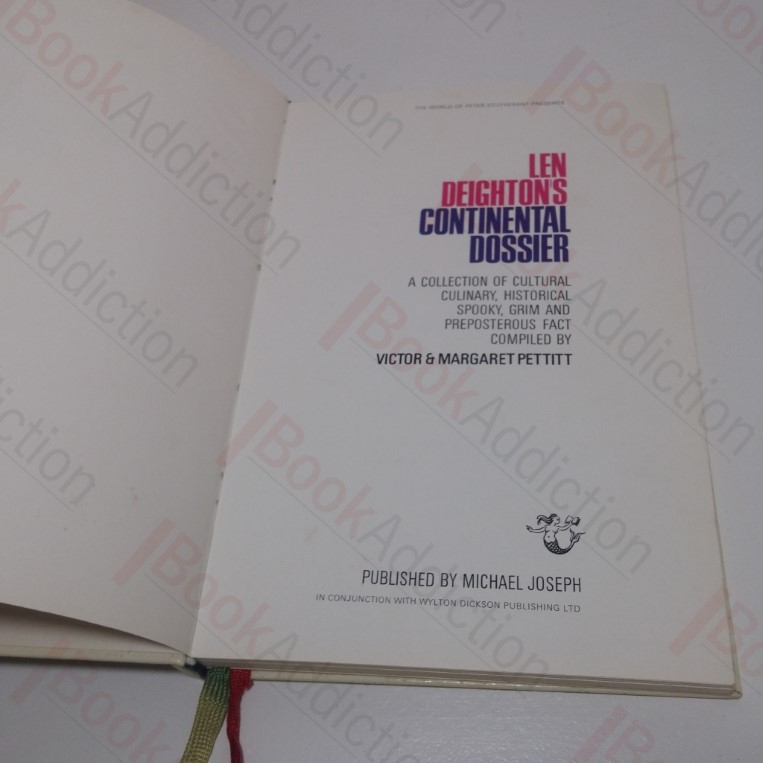 THE WORLD OF PETER STUYVESANT PRESENTS
LEN
DEIGHTON'S
CONTINENTAL
DOSSIER
A COLLECTION OF CULTURAL
CULINARY, HISTORICAL
SPOOKY, GRIM AND
PREPOSTEROUS FACT
COMPILED BY
VICTOR & MARGARET PETTITT
PUBLISHED BY MICHAEL JOSEPH
IN CONJUNCTION WITH WYLTON DICKSON PUBLISHING LTD
BookAddiction